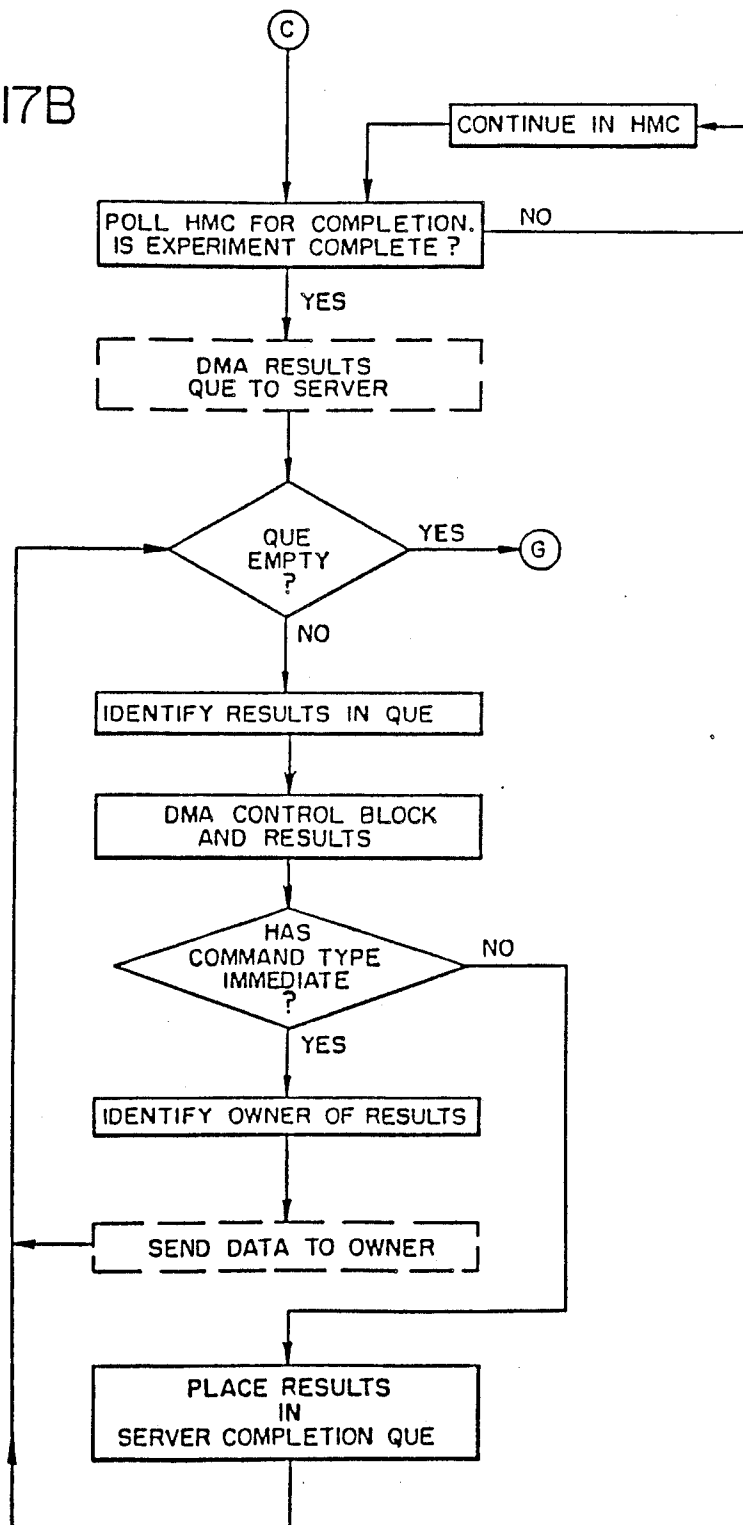 C
17B
CONTINUE IN HMC
POLL HMC FOR COMPLETION.
IS EXPERIMENT COMPLETE ?
NO
YES
DMA RESULTS
QUE TO SERVER
QUE
EMPTY
?
YES
G
NO
IDENTIFY RESULTS IN QUE
DMA CONTROL BLOCK
AND RESULTS
HAS
COMMAND TYPE
IMMEDIATE
?
NO
YES
IDENTIFY OWNER OF RESULTS
SEND DATA TO OWNER
PLACE RESULTS
IN
SERVER COMPLETION QUE